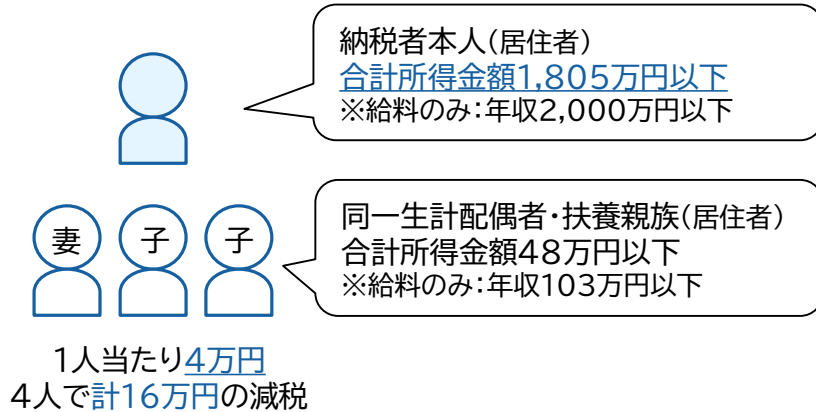 納税者本人(居住者)
合計所得金額1,805万円以下
※給料のみ:年収2,000万円以下
妻 子 子
同一生計配偶者・扶養親族(居住者)
合計所得金額48万円以下
※給料のみ:年収103万円以下
1人当たり4万円
4人で計16万円の減税